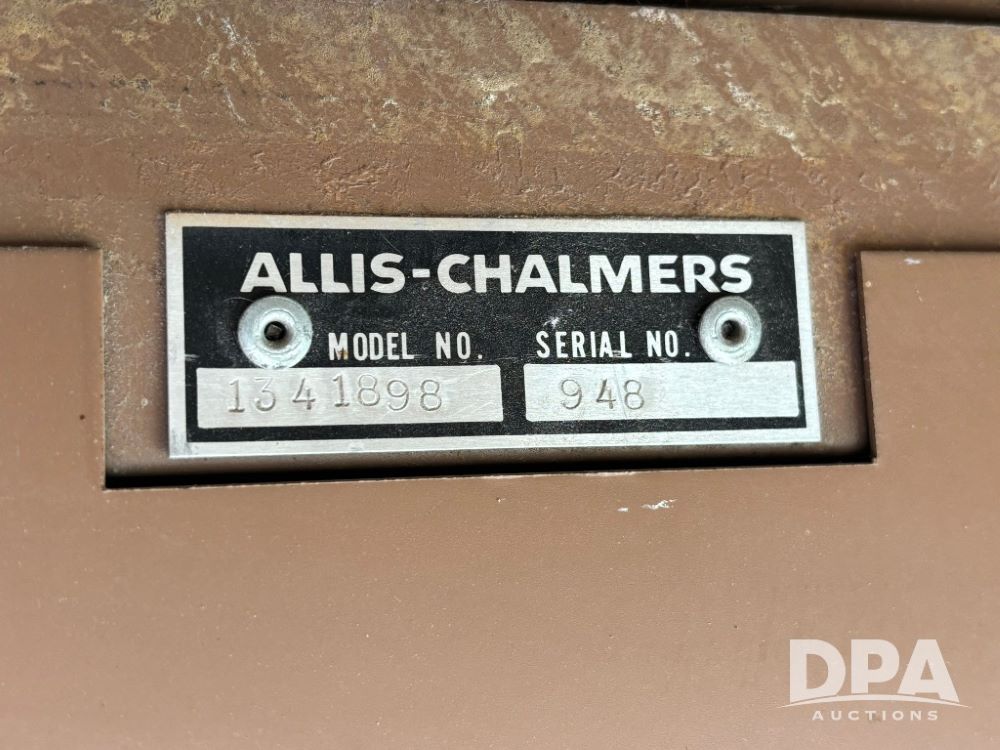 ALLIS-CHALMERS
MODEL NO. SERIAL NO.
1341898 948
DPA
AUCTIONS